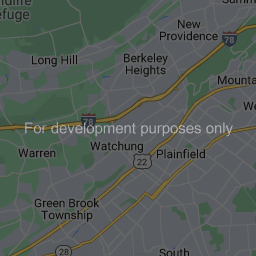 ldlife
efuge
Summ
New
Providence
78
Long Hill
Berkeley
Heights
Mounta
We
78
For development purposes only
Warren
Watchung
22
Plainfield
Green Brook
Township
28
South